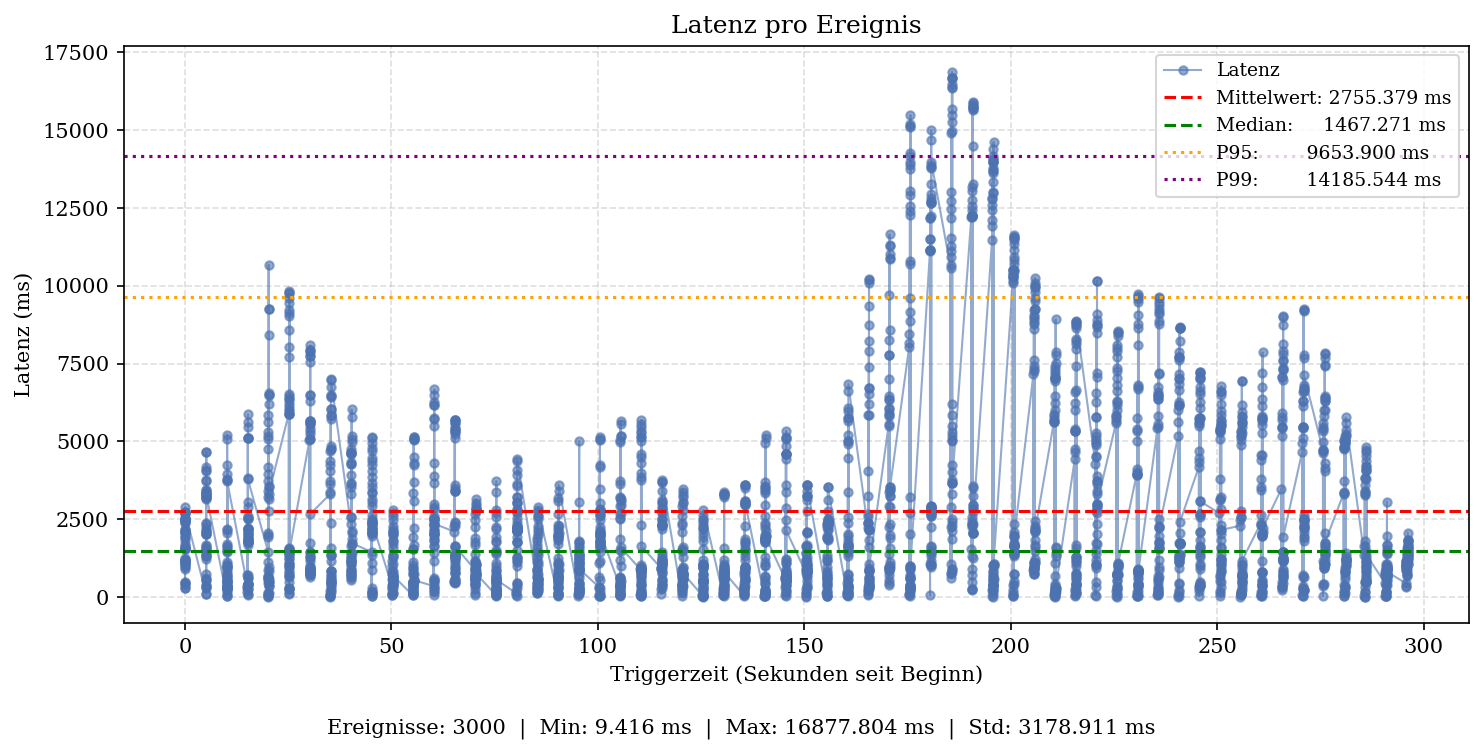 Latenz pro Ereignis
17500
15000
12500
10000
7500
5000
2500
0
Latenz (ms)
Latenz
Mittelwert: 2755.379 ms
Median: 1467.271 ms
P95: 9653.900 ms
P99: 14185.544 ms
0 50 100 150 200 250 300
Triggerzeit (Sekunden seit Beginn)
Ereignisse: 3000 | Min: 9.416 ms | Max: 16877.804 ms | Std: 3178.911 ms